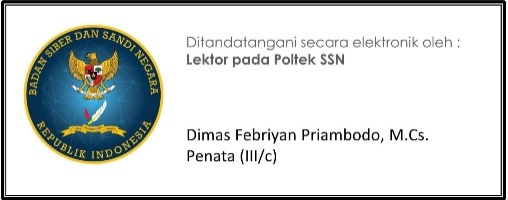 BADAN SIBER DAN SANDI NEGARA
REPUBLIK INDONESIA
Ditandatangani secara elektronik oleh :
Lektor pada Poltek SSN
Dimas Febriyan Priambodo, M.Cs.
Penata (III/c)